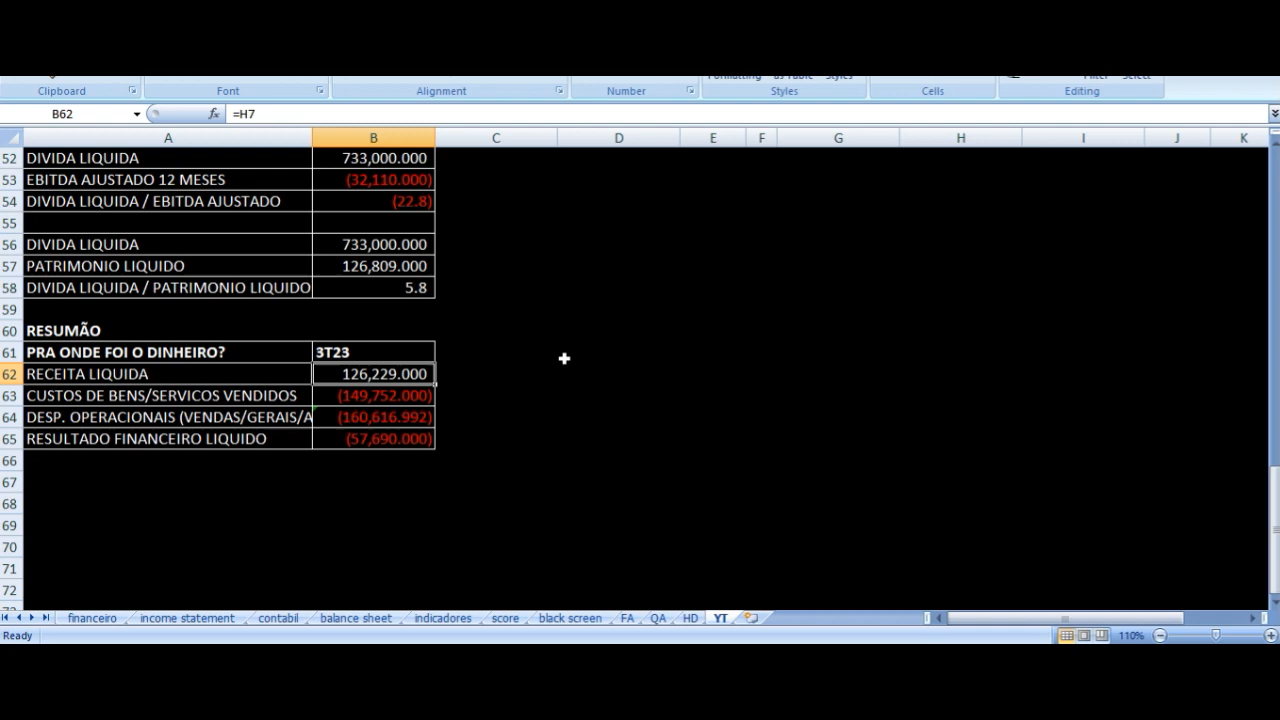 Clipboard Font Alignment Number Styles Cells Editing
B62 fx =H7
A B C D E F G H I J K
52 DIVIDA LIQUIDA 733,000.000
53 EBITDA AJUSTADO 12 MESES (32,110.000)
54 DIVIDA LIQUIDA / EBITDA AJUSTADO (22.8)
55
56 DIVIDA LIQUIDA 733,000.000
57 PATRIMONIO LIQUIDO 126,809.000
58 DIVIDA LIQUIDA / PATRIMONIO LIQUIDO 5.8
59
60 RESUMÃO
61 PRA ONDE FOI O DINHEIRO? 3T23
62 RECEITA LIQUIDA 126,229.000
63 CUSTOS DE BENS/SERVICOS VENDIDOS (149,752.000)
64 DESP. OPERACIONAIS (VENDAS/GERAIS/A (160,616.992)
65 RESULTADO FINANCEIRO LIQUIDO (57,690.000)
66
67
68
69
70
71
72
financeiro income statement contabil balance sheet indicadores score black screen FA QA HD YT
Ready 110%